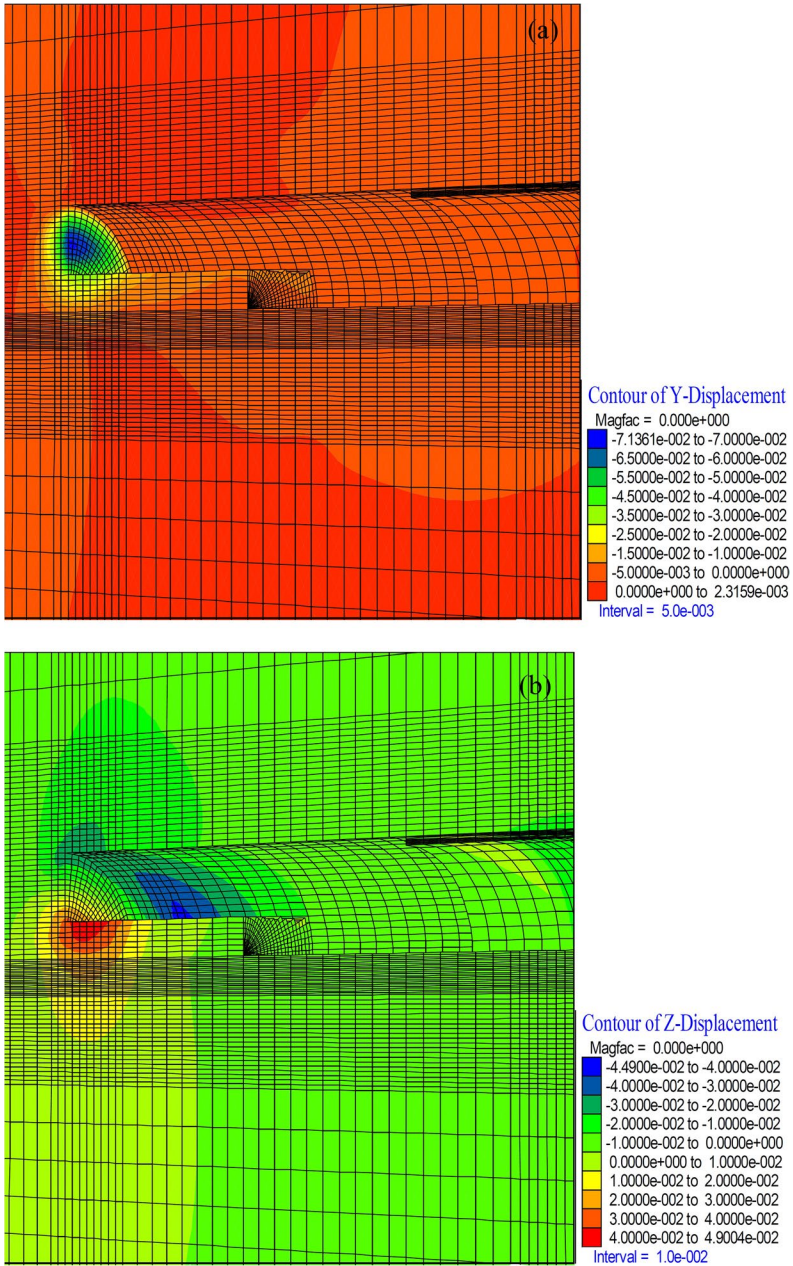 (a)
Contour of Y-Displacement
Magfac = 0.000e+000
-7.1361e-002 to -7.0000e-002
-6.5000e-002 to -6.0000e-002
-5.5000e-002 to -5.0000e-002
-4.5000e-002 to -4.0000e-002
-3.5000e-002 to -3.0000e-002
-2.5000e-002 to -2.0000e-002
-1.5000e-002 to -1.0000e-002
-5.0000e-003 to 0.0000e+000
0.0000e+000 to 2.3159e-003
Interval = 5.0e-003
(b)
Contour of Z-Displacement
Magfac = 0.000e+000
-4.4900e-002 to -4.0000e-002
-4.0000e-002 to -3.0000e-002
-3.0000e-002 to -2.0000e-002
-2.0000e-002 to -1.0000e-002
-1.0000e-002 to 0.0000e+000
0.0000e+000 to 1.0000e-002
1.0000e-002 to 2.0000e-002
2.0000e-002 to 3.0000e-002
3.0000e-002 to 4.0000e-002
4.0000e-002 to 4.9004e-002
Interval = 1.0e-002